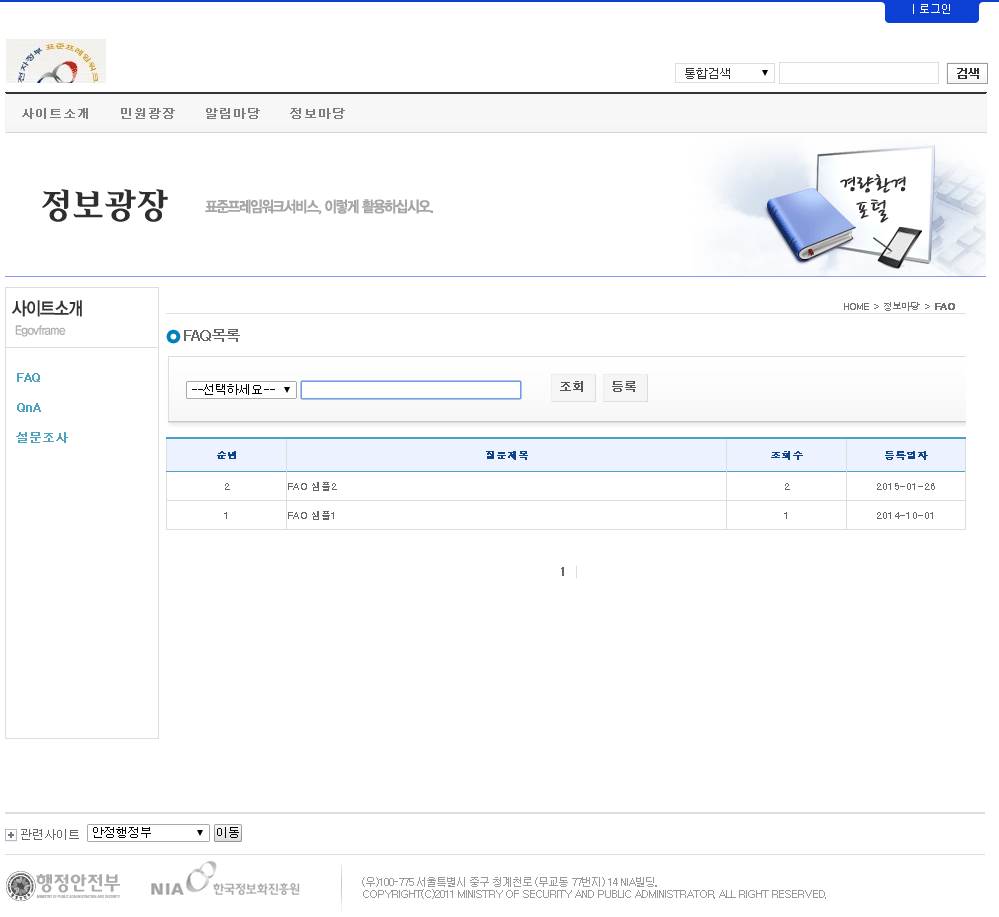 | 로그인
전자정부 표준프레임워크
통합검색 ▼ 검색
사이트소개 민원광장 알림마당 정보마당
정보광장 표준프레임워크서비스, 이렇게 활용하십시오.
경량환경
포털
사이트소개
Egovframe
HOME > 정보마당 > FAQ
FAQ목록
FAQ
QnA
설문조사
--선택하세요-- ▼ 조회 등록
순번 질문제목 조회수 등록일자
2 FAQ 샘플2 2 2015-01-26
1 FAQ 샘플1 1 2014-10-01
1
관련사이트 안정행정부 ▼ 이동
행정안전부
MINISTRY OF PUBLIC ADMINISTRATION AND SECURITY
NIA 한국정보화진흥원
(우)100-775 서울특별시 중구 청계천로 (무교동 77번지) 14 NIA빌딩.
COPYRIGHT(C)2011 MINISTRY OF SECURITY AND PUBLIC ADMINISTRATOR, ALL RIGHT RESERVED.